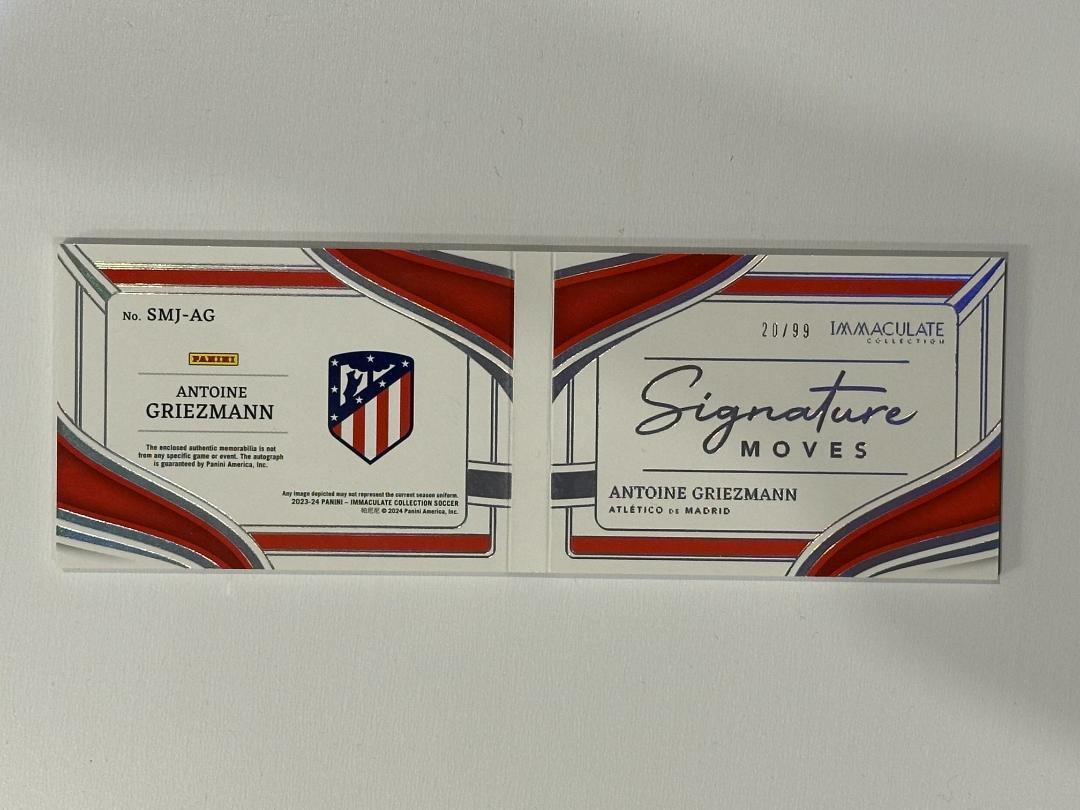 No. SMJ-AG
PANINI
ANTOINE
GRIEZMANN
The enclosed authentic memorabilia is not
from any specific game or event. The autograph
is guaranteed by Panini America, Inc.
Any image depicted may not represent the current season uniform.
2023-24 PANINI – IMMACULATE COLLECTION SOCCER
帕尼尼 © 2024 Panini America, Inc.
20/99
IMMACULATE
COLLECTION
Signature
MOVES
ANTOINE GRIEZMANN
ATLÉTICO DE MADRID